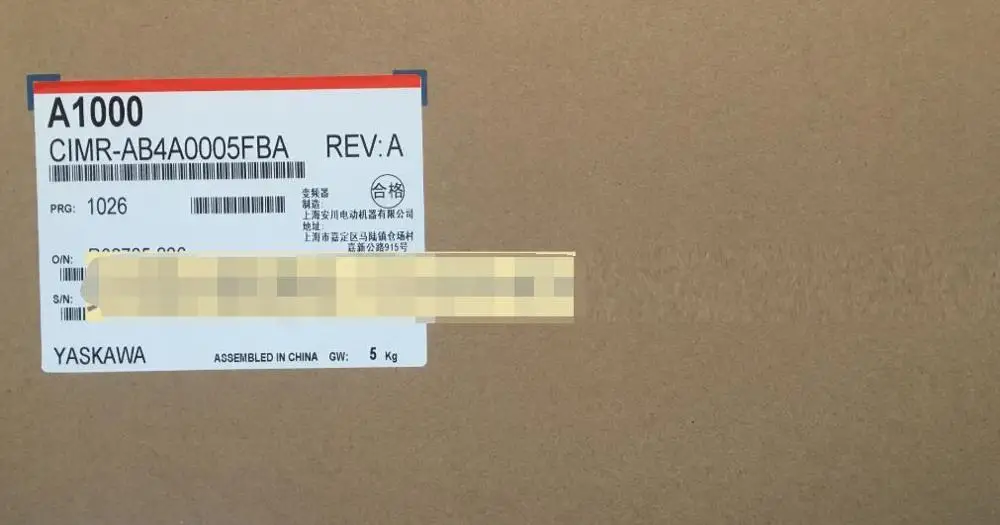 A1000
CIMR-AB4A0005FBA REV: A
PRG: 1026
合格
变频器
制造:
上海安川电动机器有限公司
地址:
上海市嘉定区马陆镇仓场村
嘉新公路915号
O/N:
S/N:
YASKAWA ASSEMBLED IN CHINA GW: 5 Kg